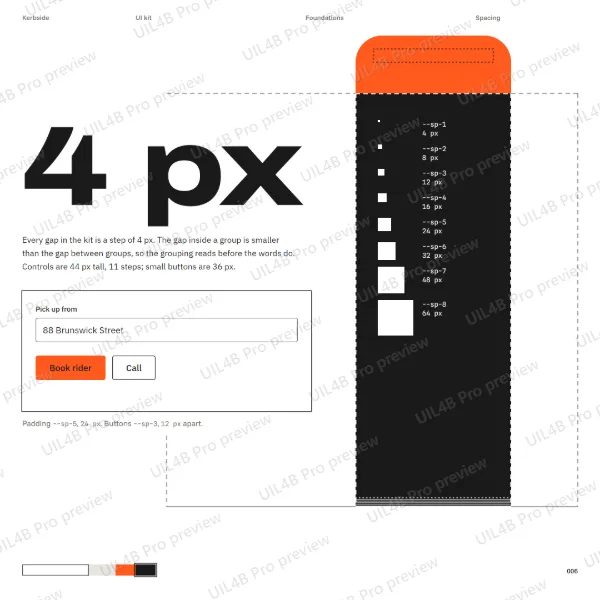 Kerbside
UI kit
Foundations
Spacing
4 px
Every gap in the kit is a step of 4 px. The gap inside a group is smaller
than the gap between groups, so the grouping reads before the words do.
Controls are 44 px tall, 11 steps; small buttons are 36 px.
Pick up from
88 Brunswick Street
Book rider
Call
Padding --sp-5, 24 px. Buttons --sp-3, 12 px apart.
--sp-1
4 px
--sp-2
8 px
--sp-3
12 px
--sp-4
16 px
--sp-5
24 px
--sp-6
32 px
--sp-7
48 px
--sp-8
64 px
006
UIL4B Pro preview